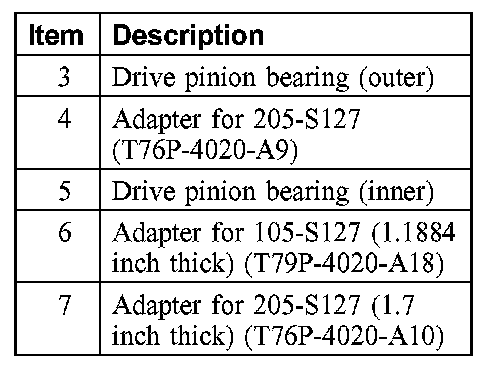 Item Description
3 Drive pinion bearing (outer)
4 Adapter for 205-S127
(T76P-4020-A9)
5 Drive pinion bearing (inner)
6 Adapter for 105-S127 (1.1884
inch thick) (T79P-4020-A18)
7 Adapter for 205-S127 (1.7
inch thick) (T76P-4020-A10)